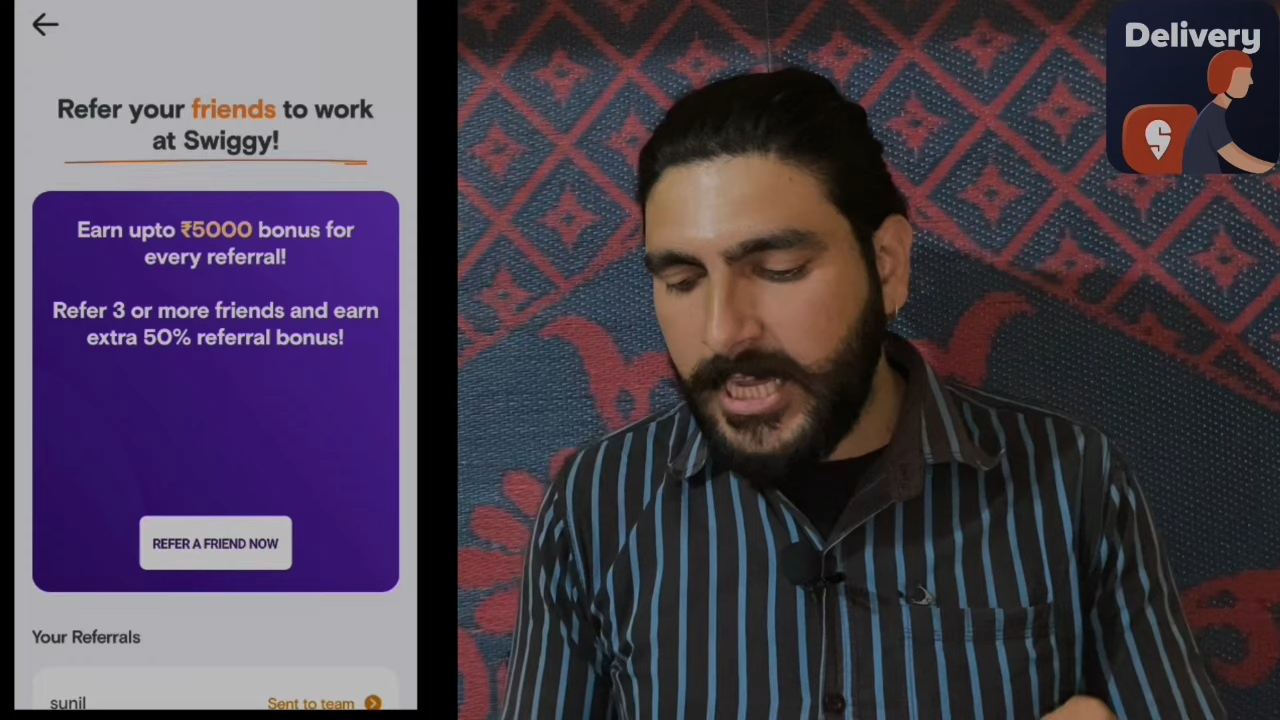 Refer your friends to work
at Swiggy!
Earn upto ₹5000 bonus for
every referral!
Refer 3 or more friends and earn
extra 50% referral bonus!
REFER A FRIEND NOW
Your Referrals
sunil
Sent to team
Delivery